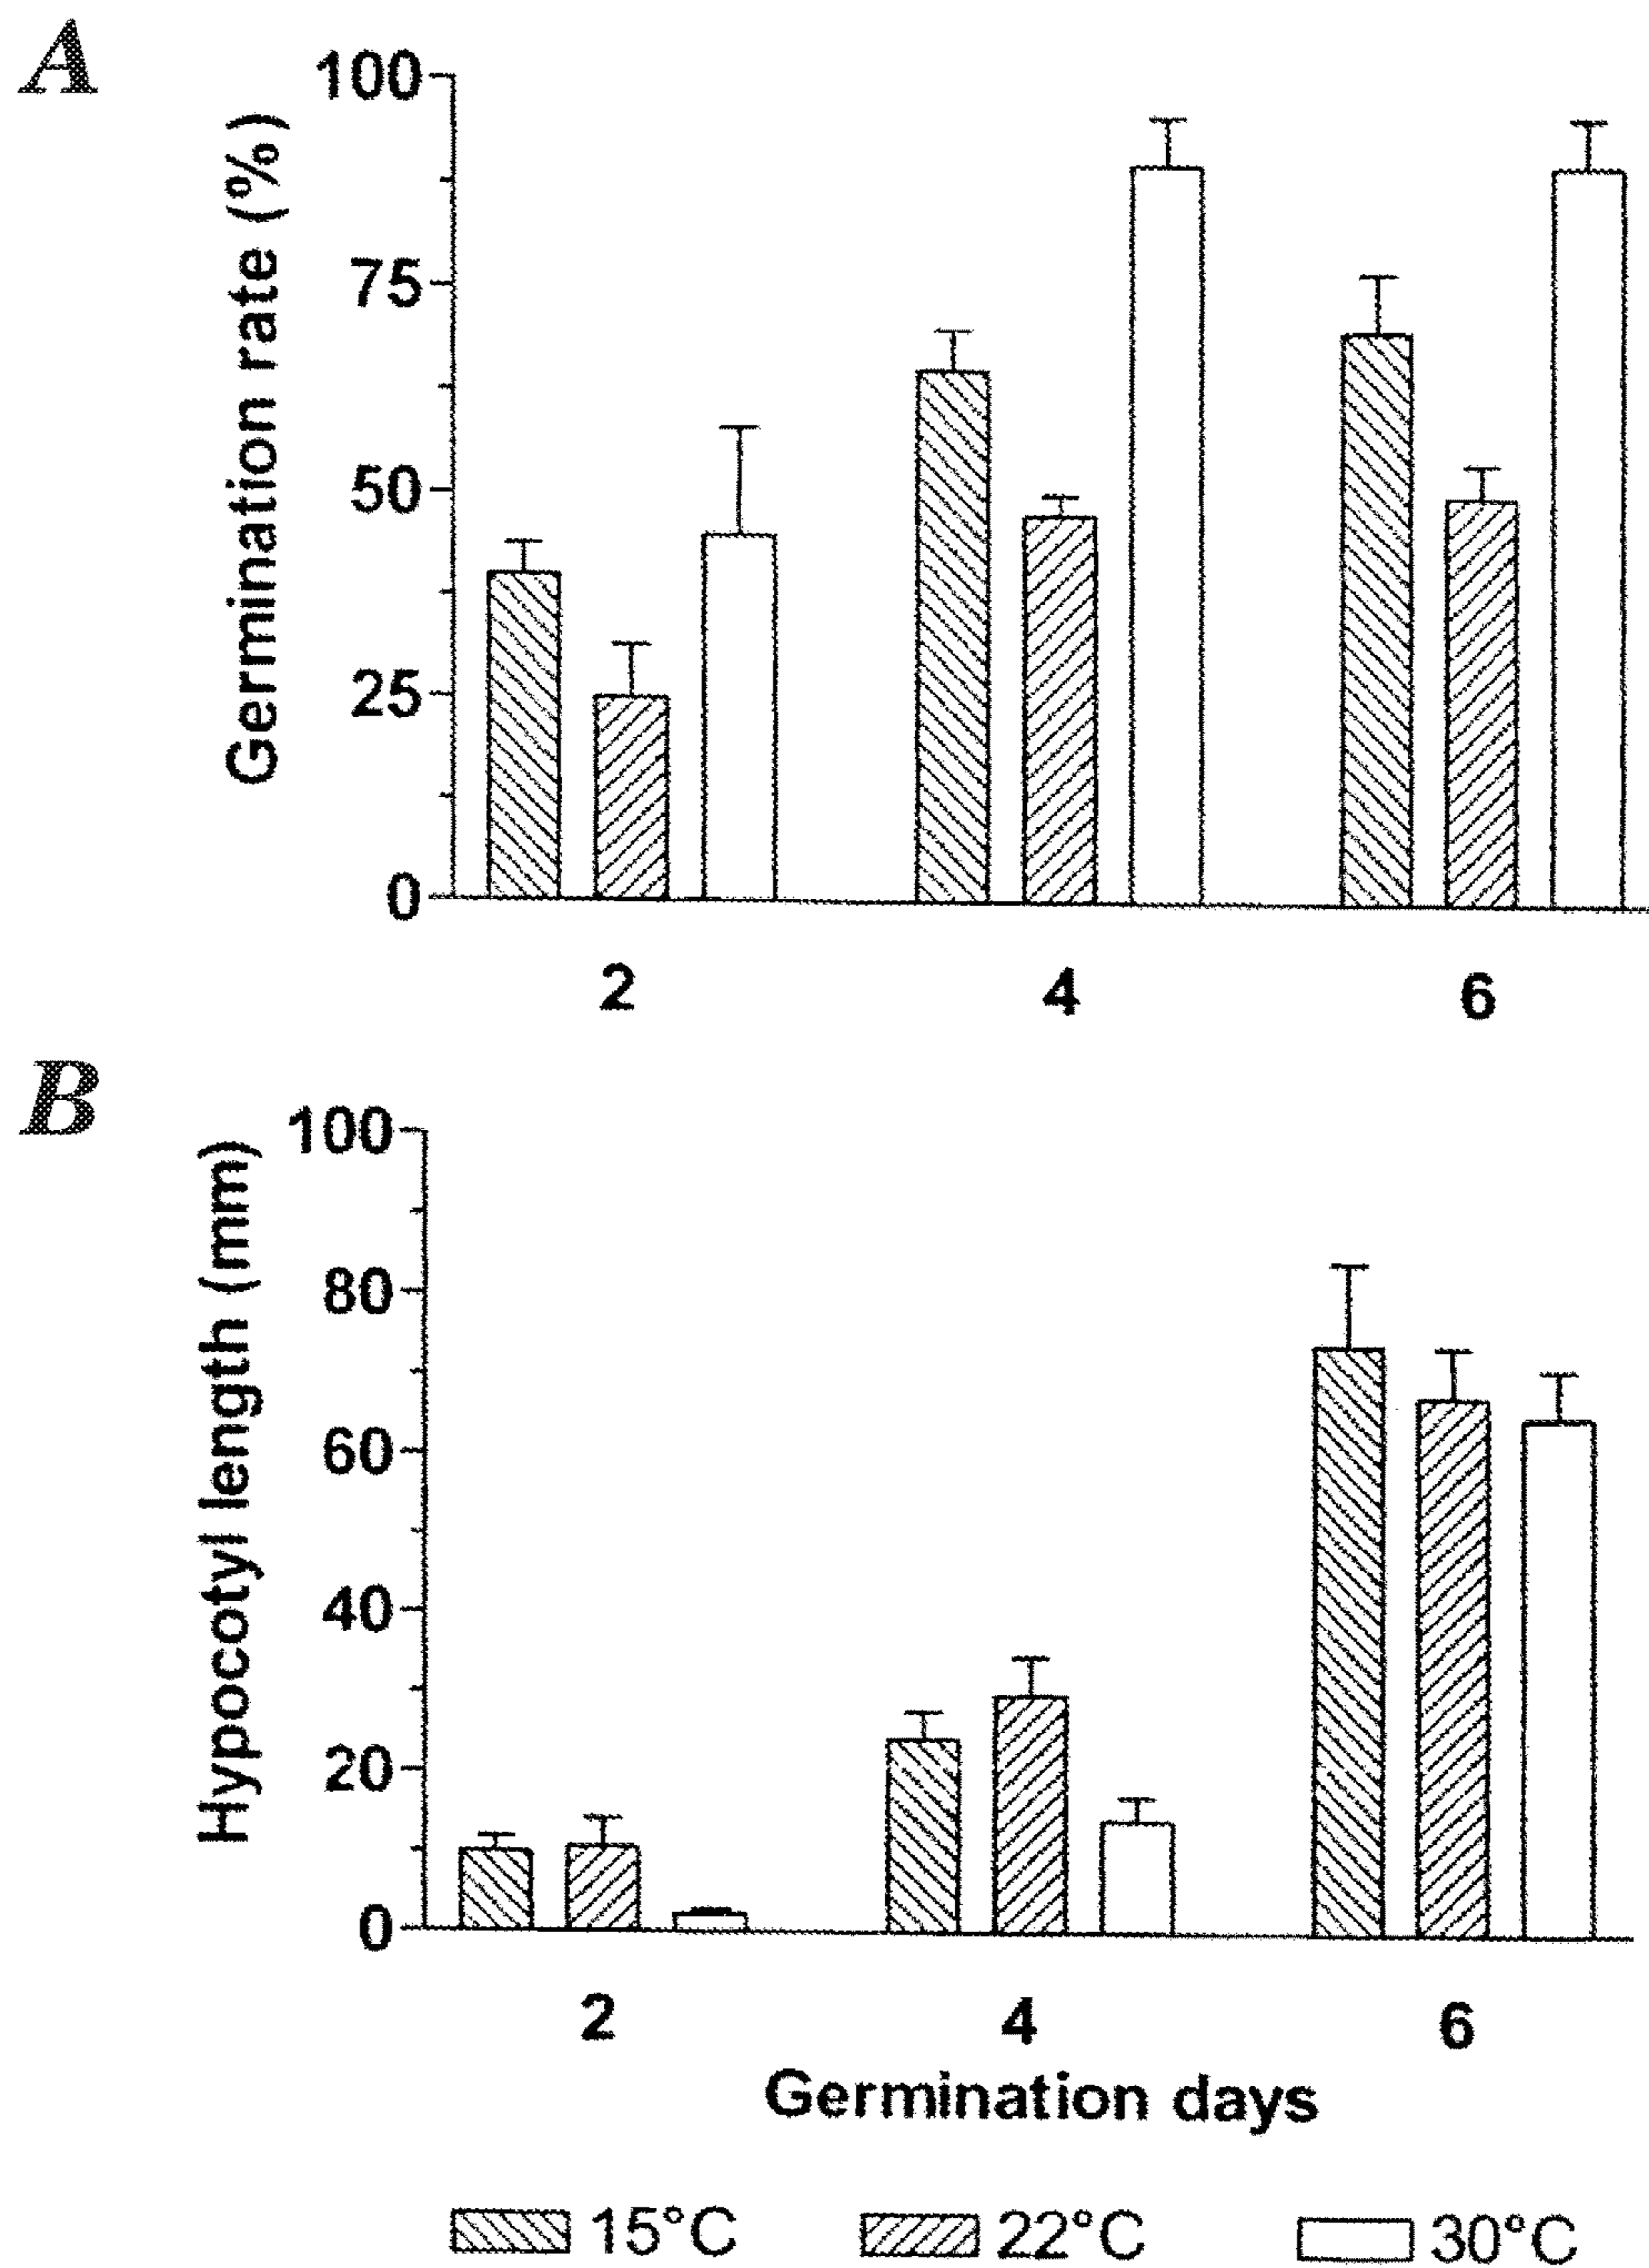 A
Germination rate (%)
100
75
50
25
0
2 4 6
B
Hypocotyl length (mm)
100
80
60
40
20
0
2 4 6
Germination days
15°C 22°C 30°C